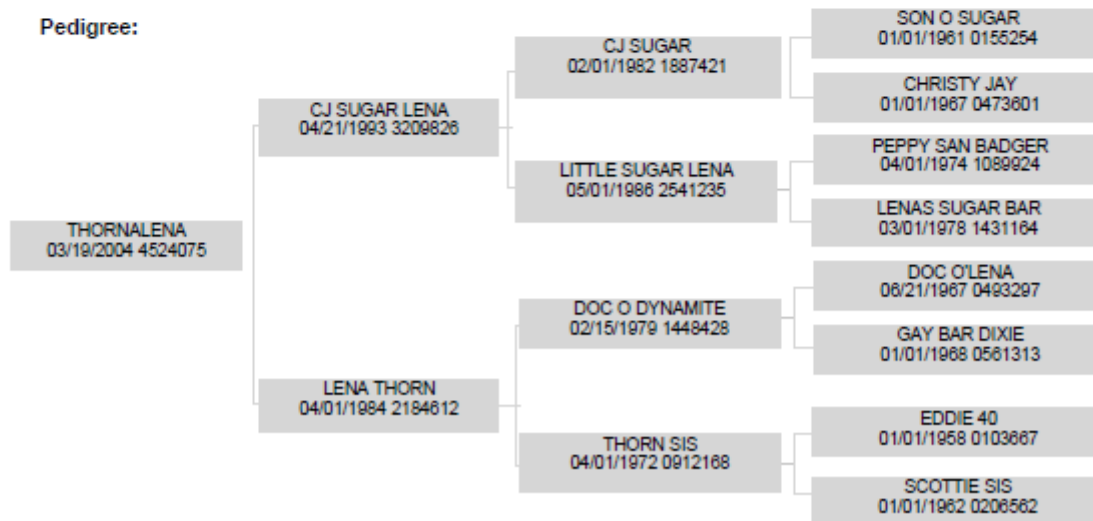 Pedigree:
SON O SUGAR
01/01/1961 0155254
CJ SUGAR
02/01/1982 1887421
CHRISTY JAY
01/01/1967 0473601
CJ SUGAR LENA
04/21/1993 3209826
PEPPY SAN BADGER
04/01/1974 1089924
LITTLE SUGAR LENA
05/01/1986 2541235
LENAS SUGAR BAR
03/01/1978 1431164
THORNALENA
03/19/2004 4524075
DOC O'LENA
06/21/1967 0493297
DOC O DYNAMITE
02/15/1979 1448428
GAY BAR DIXIE
01/01/1968 0561313
LENA THORN
04/01/1984 2184612
EDDIE 40
01/01/1958 0103667
THORN SIS
04/01/1972 0912168
SCOTTIE SIS
01/01/1962 0206562